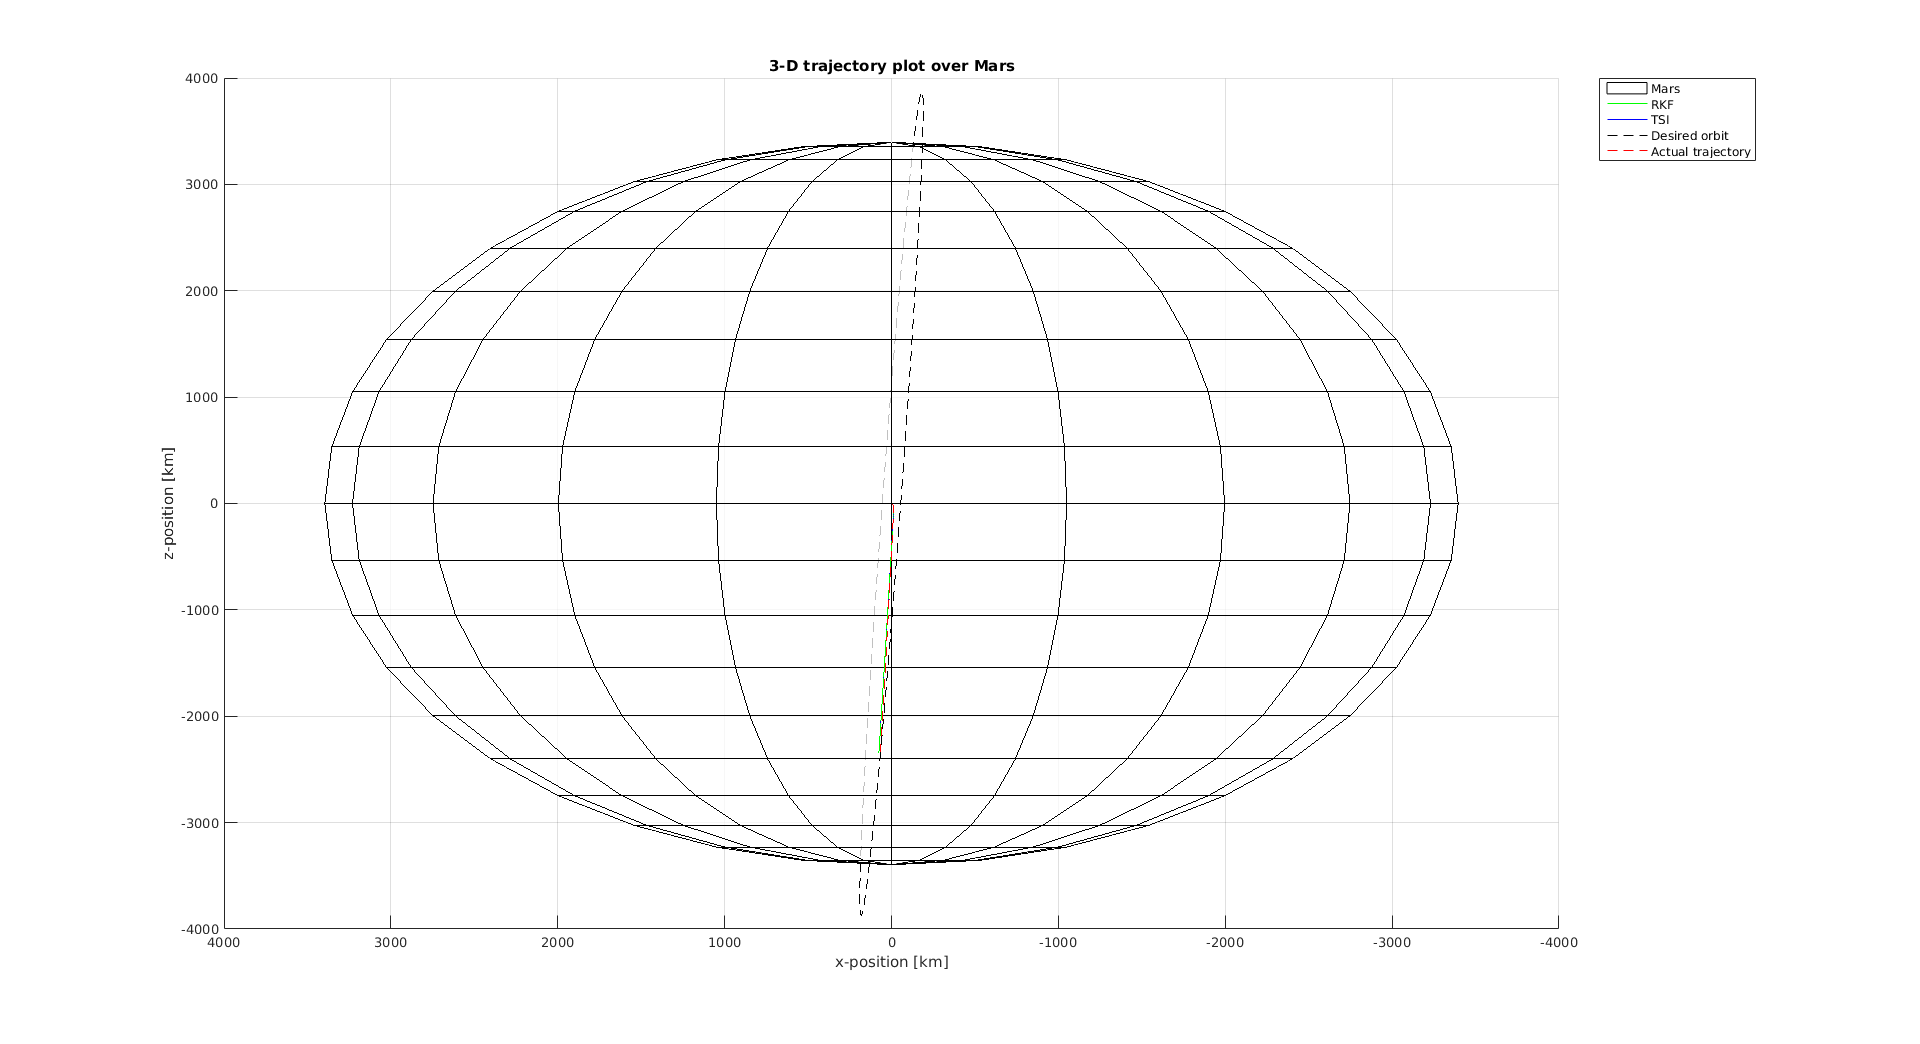 3-D trajectory plot over Mars
Mars
RKF
TSI
Desired orbit
Actual trajectory
4000
3000
2000
1000
0
-1000
-2000
-3000
-4000
z-position [km]
4000
3000
2000
1000
0
-1000
-2000
-3000
-4000
x-position [km]